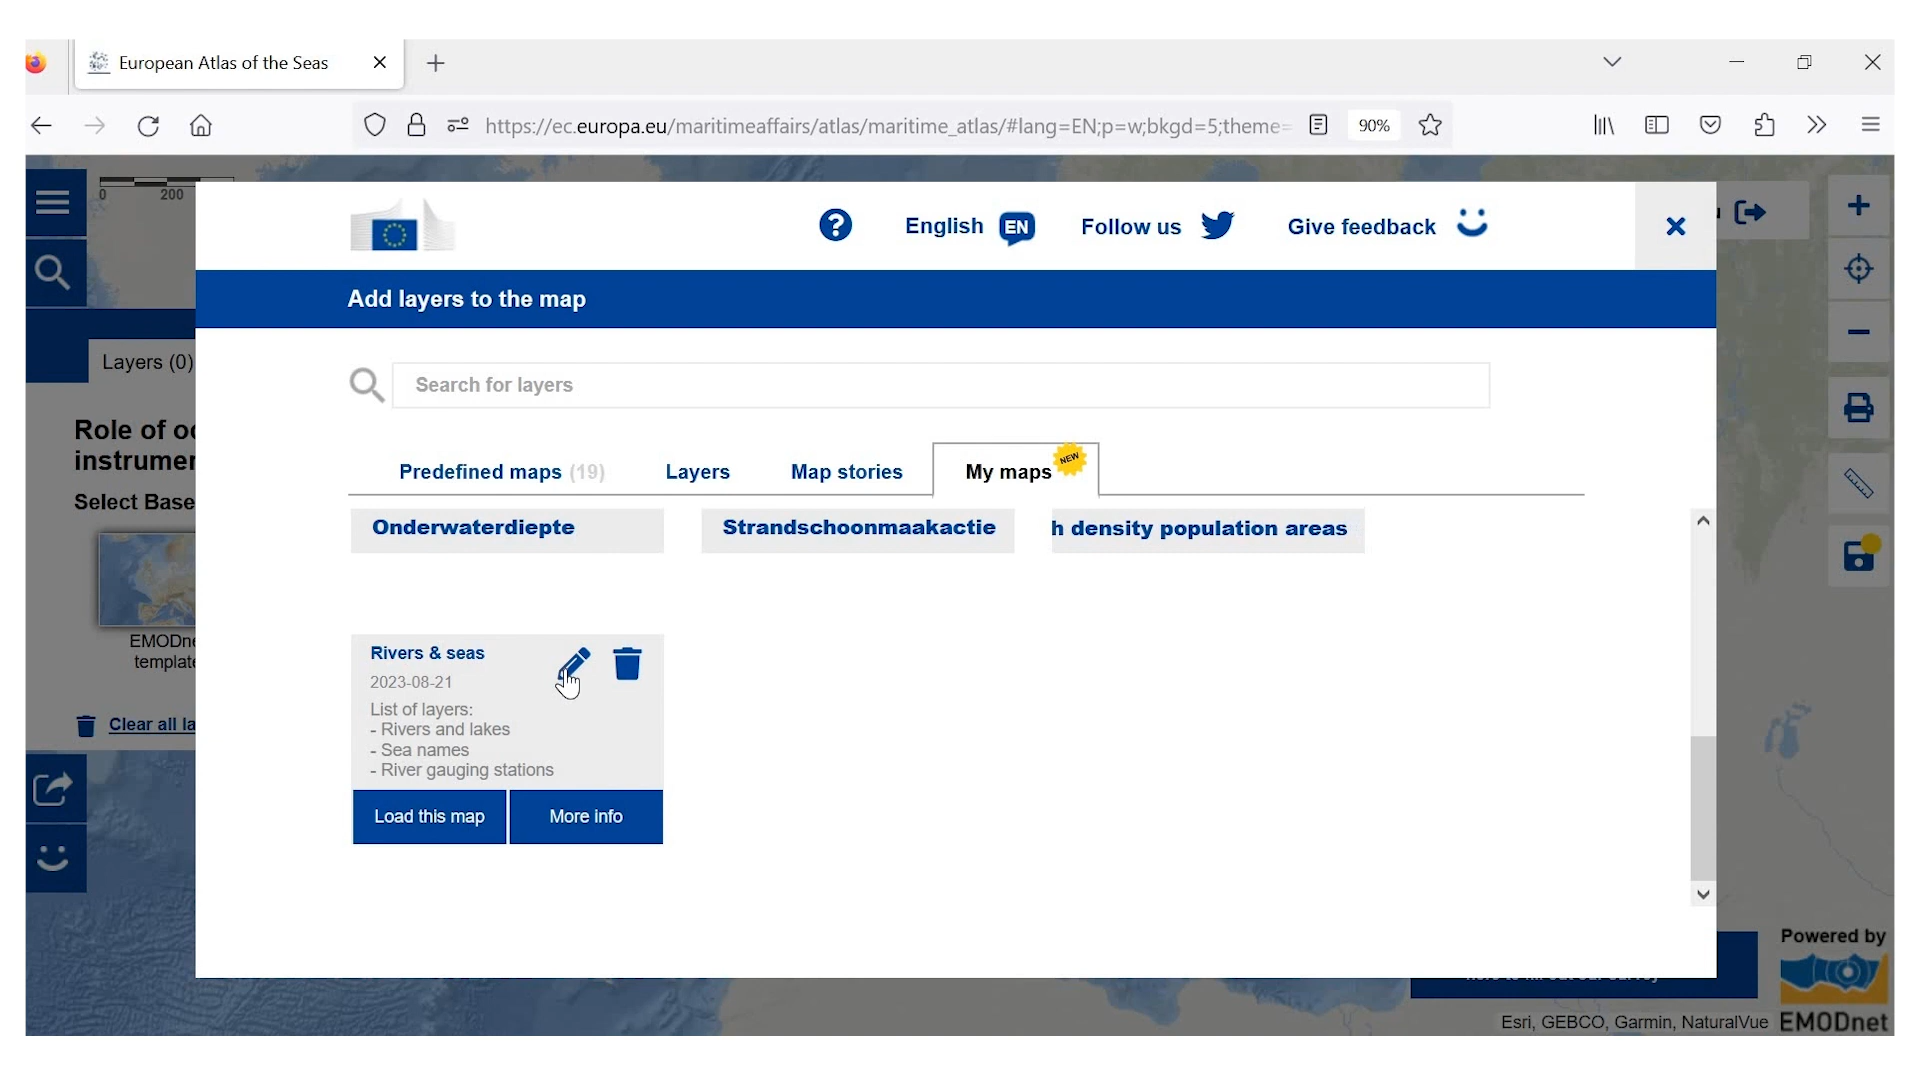 European Atlas of the Seas
https://ec.europa.eu/maritimeaffairs/atlas/maritime_atlas/#lang=EN;p=w;bkgd=5;theme=
90%
0 200
English EN Follow us Give feedback
Add layers to the map
Layers (0)
Search for layers
Role of
instrumen
Select Base
Predefined maps (19) Layers Map stories My maps NEW
Onderwaterdiepte Strandschoonmaakactie h density population areas
EMODne
template
Clear all la
Rivers & seas
2023-08-21
List of layers:
- Rivers and lakes
- Sea names
- River gauging stations
Load this map More info
Powered by
EMODnet
Esri, GEBCO, Garmin, NaturalVue